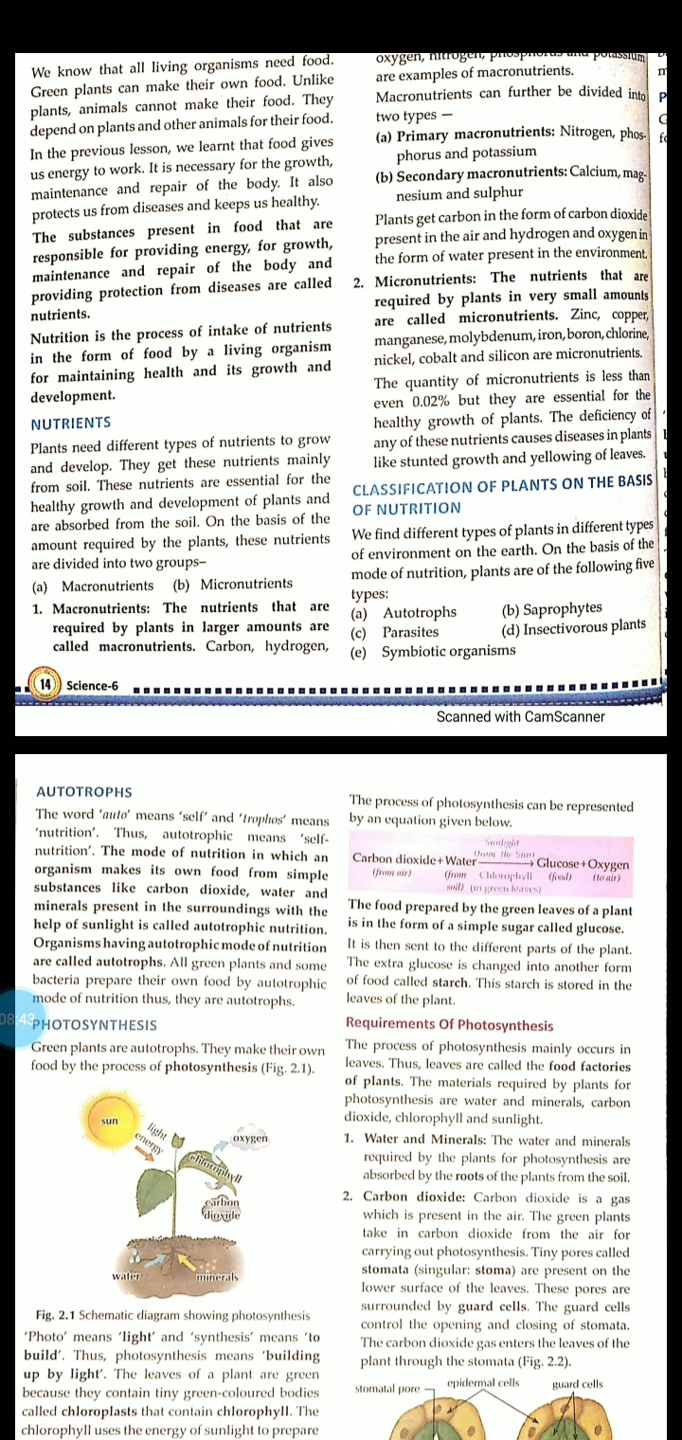 We know that all living organisms need food.
Green plants can make their own food. Unlike
plants, animals cannot make their food. They
depend on plants and other animals for their food.
In the previous lesson, we learnt that food gives
us energy to work. It is necessary for the growth,
maintenance and repair of the body. It also
protects us from diseases and keeps us healthy.
The substances present in food that are
responsible for providing energy, for growth,
maintenance and repair of the body and
providing protection from diseases are called
nutrients.
Nutrition is the process of intake of nutrients
in the form of food by a living organism
for maintaining health and its growth and
development.
NUTRIENTS
Plants need different types of nutrients to grow
and develop. They get these nutrients mainly
from soil. These nutrients are essential for the
healthy growth and development of plants and
are absorbed from the soil. On the basis of the
amount required by the plants, these nutrients
are divided into two groups–
(a) Macronutrients (b) Micronutrients
1. Macronutrients: The nutrients that are
required by plants in larger amounts are
called macronutrients. Carbon, hydrogen,
oxygen, nitrogen, phosphorus and potassium
are examples of macronutrients.
Macronutrients can further be divided into
two types —
(a) Primary macronutrients: Nitrogen, phos-
phorus and potassium
(b) Secondary macronutrients: Calcium, mag-
nesium and sulphur
Plants get carbon in the form of carbon dioxide
present in the air and hydrogen and oxygen in
the form of water present in the environment.
2. Micronutrients: The nutrients that are
required by plants in very small amounts
are called micronutrients. Zinc, copper,
manganese, molybdenum, iron, boron, chlorine,
nickel, cobalt and silicon are micronutrients.
The quantity of micronutrients is less than
even 0.02% but they are essential for the
healthy growth of plants. The deficiency of
any of these nutrients causes diseases in plants
like stunted growth and yellowing of leaves.
CLASSIFICATION OF PLANTS ON THE BASIS
OF NUTRITION
We find different types of plants in different types
of environment on the earth. On the basis of the
mode of nutrition, plants are of the following five
types:
(a) Autotrophs (b) Saprophytes
(c) Parasites (d) Insectivorous plants
(e) Symbiotic organisms
14 Science-6
Scanned with CamScanner
AUTOTROPHS
The word 'auto' means 'self' and 'trophos' means
'nutrition'. Thus, autotrophic means 'self-
nutrition'. The mode of nutrition in which an
organism makes its own food from simple
substances like carbon dioxide, water and
minerals present in the surroundings with the
help of sunlight is called autotrophic nutrition.
Organisms having autotrophic mode of nutrition
are called autotrophs. All green plants and some
bacteria prepare their own food by autotrophic
mode of nutrition thus, they are autotrophs.
08:43
PHOTOSYNTHESIS
Green plants are autotrophs. They make their own
food by the process of photosynthesis (Fig. 2.1).
sun
light
energy
oxygen
chlorophyll
carbon
dioxide
water
minerals
Fig. 2.1 Schematic diagram showing photosynthesis
'Photo' means 'light' and 'synthesis' means 'to
build'. Thus, photosynthesis means 'building
up by light'. The leaves of a plant are green
because they contain tiny green-coloured bodies
called chloroplasts that contain chlorophyll. The
chlorophyll uses the energy of sunlight to prepare
The process of photosynthesis can be represented
by an equation given below.
Sunlight
(from the Sun)
Carbon dioxide+Water → Glucose+Oxygen
(from air) (from Chlorophyll (food) (to air)
soil) (in green leaves)
The food prepared by the green leaves of a plant
is in the form of a simple sugar called glucose.
It is then sent to the different parts of the plant.
The extra glucose is changed into another form
of food called starch. This starch is stored in the
leaves of the plant.
Requirements Of Photosynthesis
The process of photosynthesis mainly occurs in
leaves. Thus, leaves are called the food factories
of plants. The materials required by plants for
photosynthesis are water and minerals, carbon
dioxide, chlorophyll and sunlight.
1. Water and Minerals: The water and minerals
required by the plants for photosynthesis are
absorbed by the roots of the plants from the soil.
2. Carbon dioxide: Carbon dioxide is a gas
which is present in the air. The green plants
take in carbon dioxide from the air for
carrying out photosynthesis. Tiny pores called
stomata (singular: stoma) are present on the
lower surface of the leaves. These pores are
surrounded by guard cells. The guard cells
control the opening and closing of stomata.
The carbon dioxide gas enters the leaves of the
plant through the stomata (Fig. 2.2).
stomatal pore
epidermal cells
guard cells